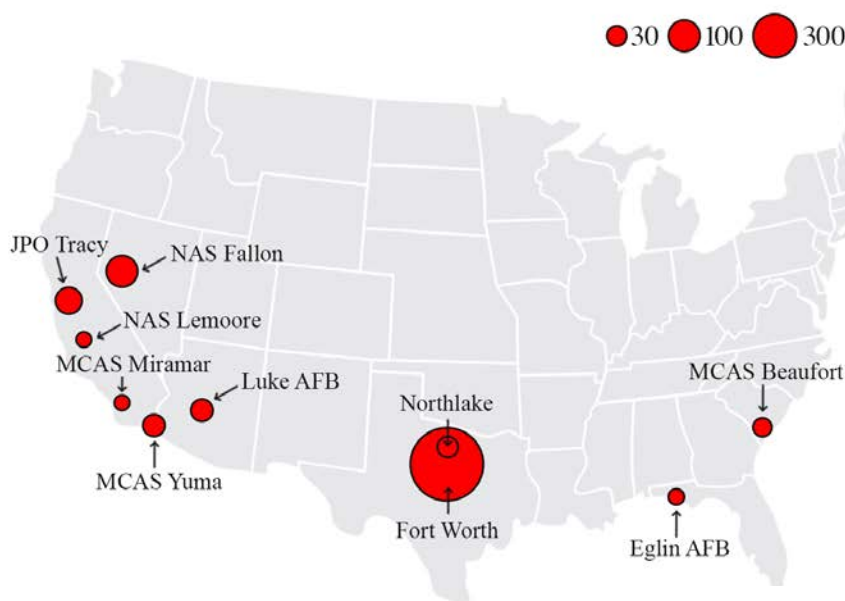 30 100 300
JPO Tracy
NAS Fallon
NAS Lemoore
MCAS Miramar
Luke AFB
MCAS Yuma
Northlake
Fort Worth
MCAS Beaufort
Eglin AFB